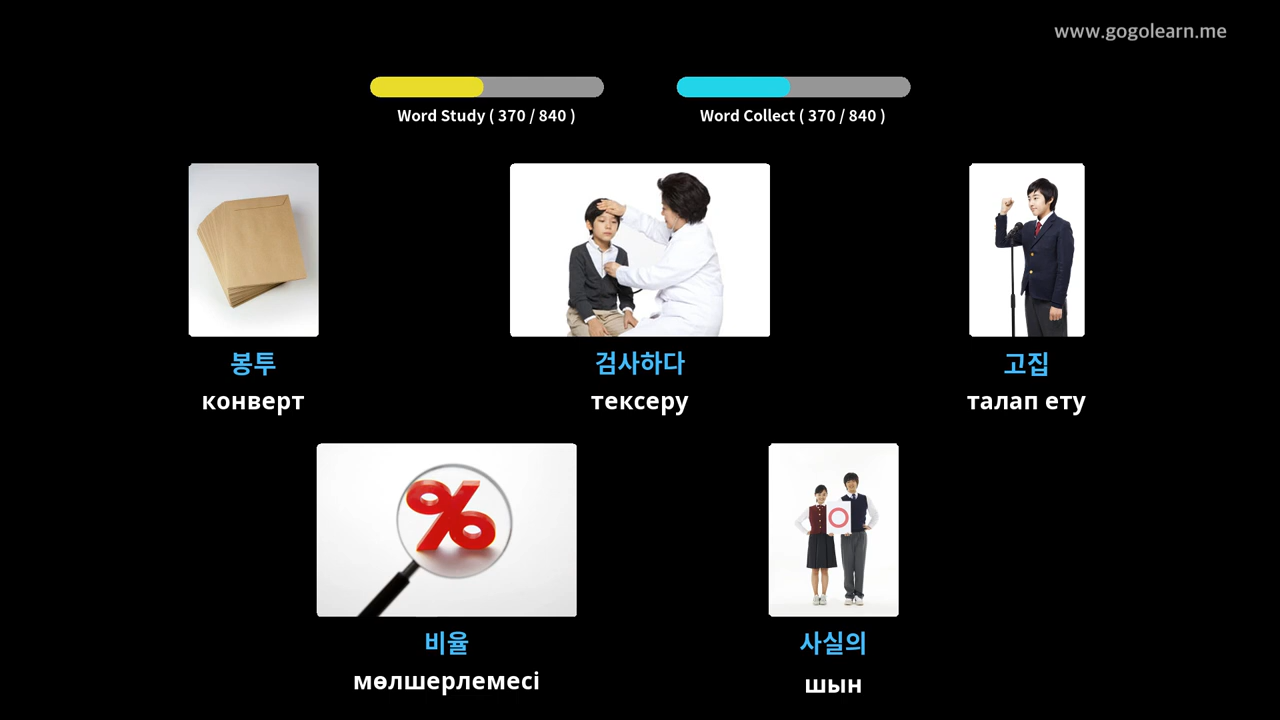 www.gogolearn.me
Word Study ( 370 / 840 )
Word Collect ( 370 / 840 )
봉투
конверт
검사하다
тексеру
고집
талап ету
%
비율
мөлшерлемесі
사실의
шын